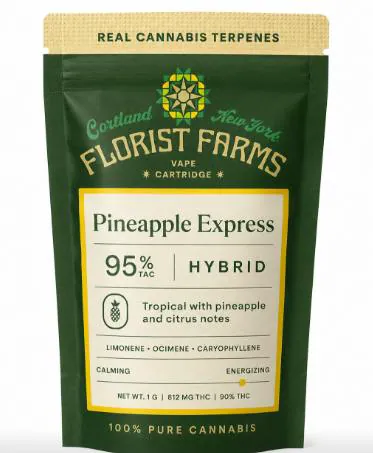 REAL CANNABIS TERPENES
Cortland New York
FLORIST FARMS
VAPE
CARTRIDGE
Pineapple Express
95% TAC | HYBRID
Tropical with pineapple
and citrus notes
LIMONENE • OCIMENE • CARYOPHYLLENE
CALMING ENERGIZING
NET WT. 1 G | 812 MG THC | 90% THC
100% PURE CANNABIS